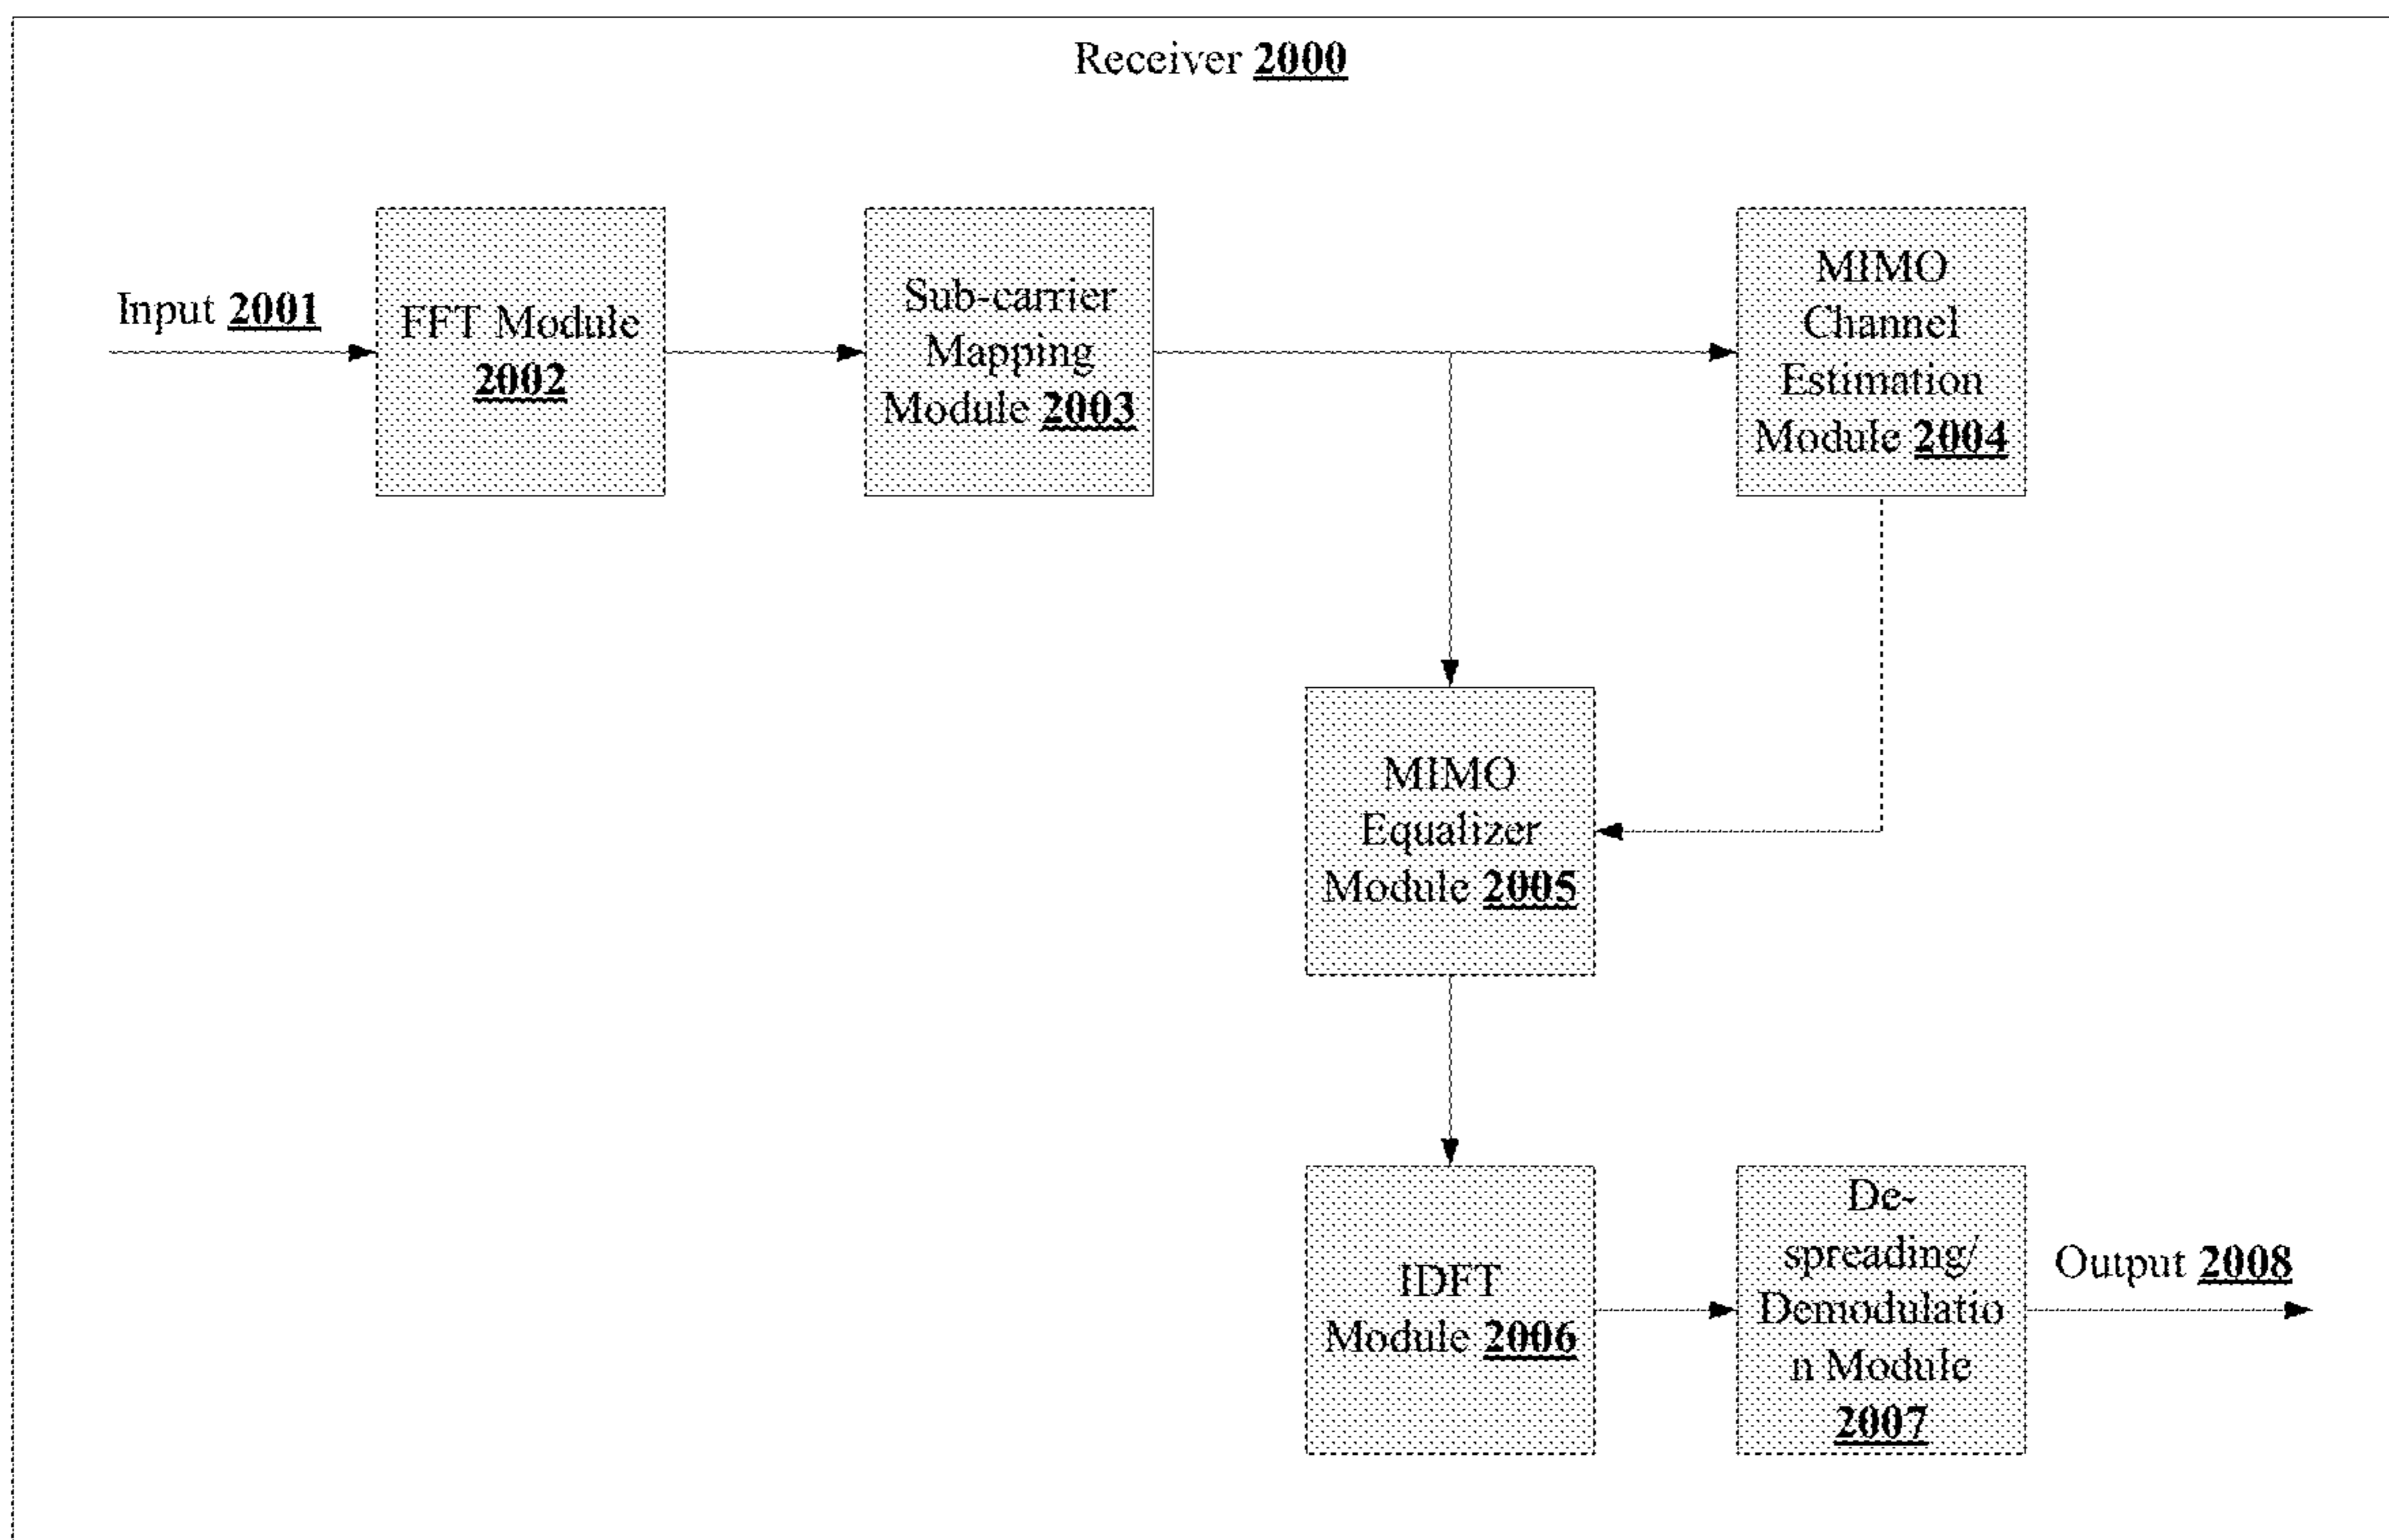 Receiver 2000
Input 2001
FFT Module
2002
Sub-carrier
Mapping
Module 2003
MIMO
Channel
Estimation
Module 2004
MIMO
Equalizer
Module 2005
IDFT
Module 2006
De-
spreading/
Demodulatio
n Module
2007
Output 2008